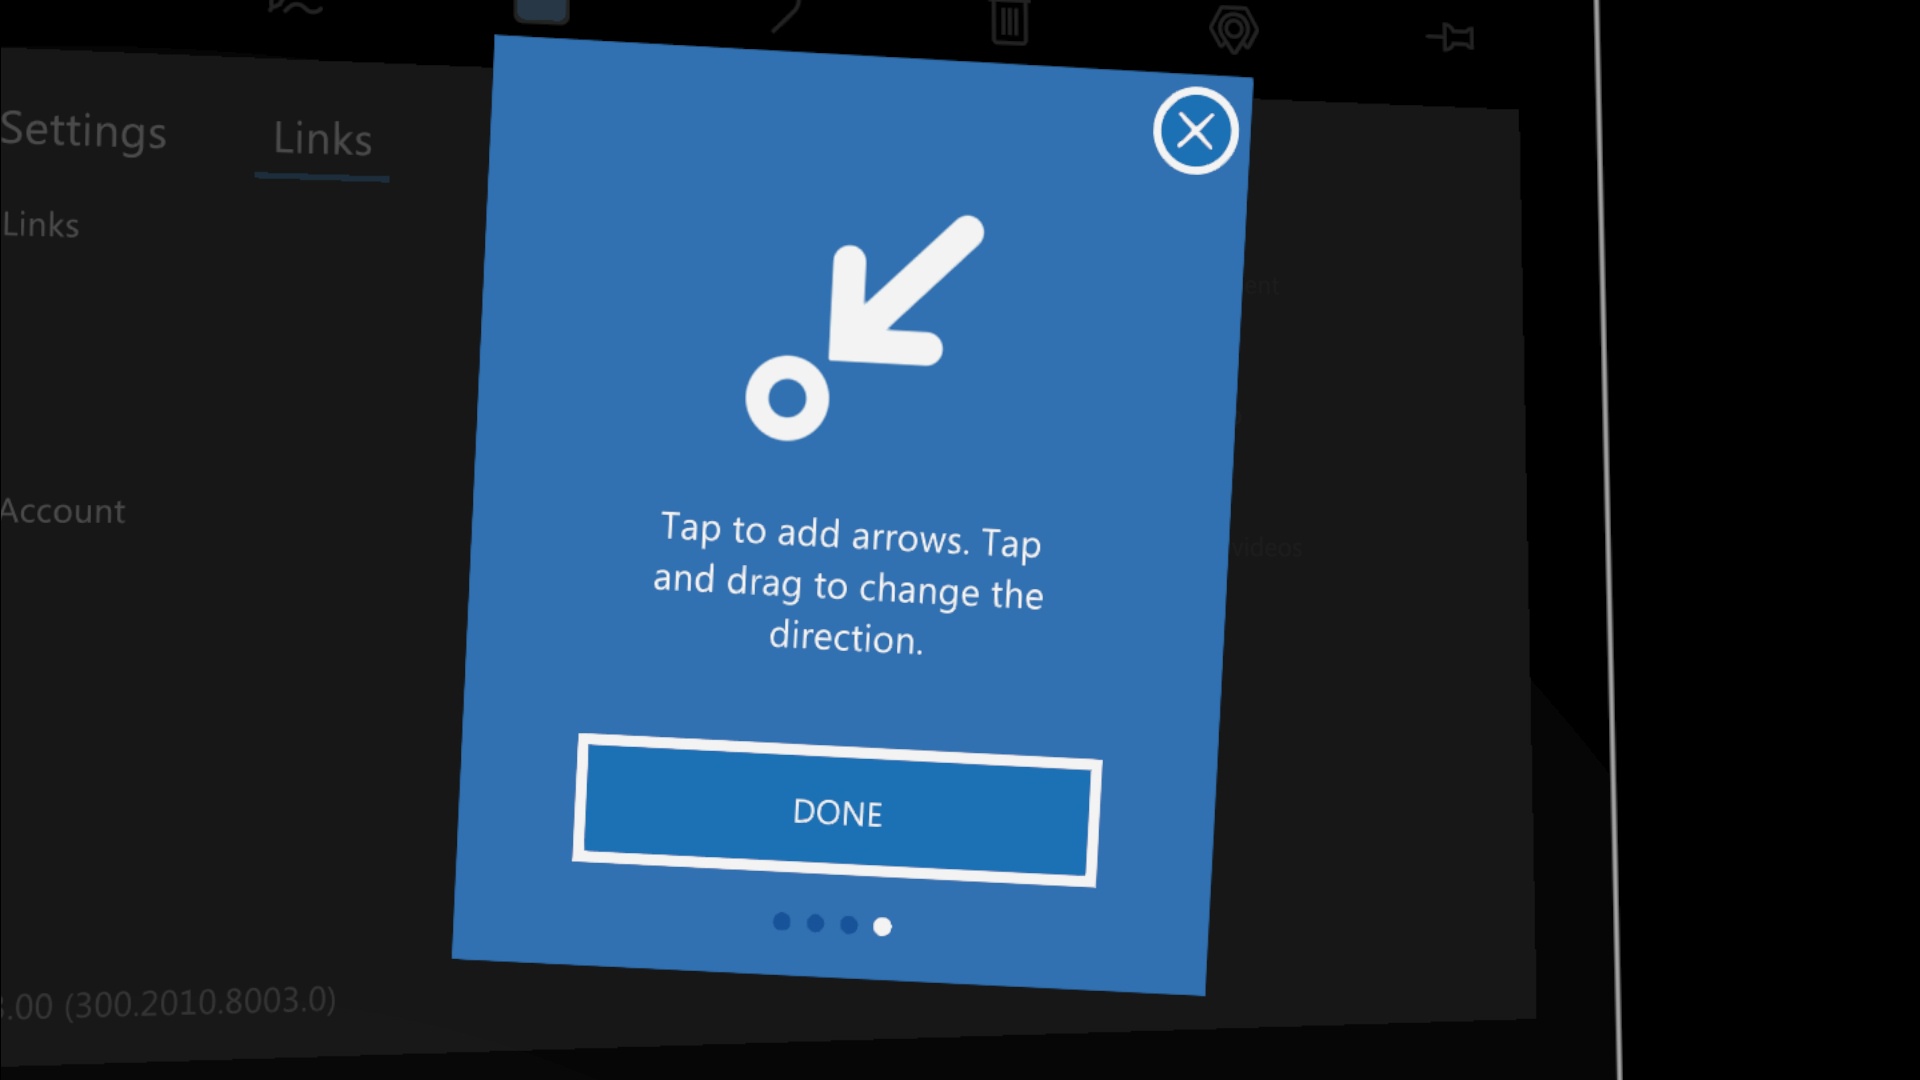 Settings
Links
Links
Account
.00 (300.2010.8003.0)
Tap to add arrows. Tap
and drag to change the
direction.
DONE
videos